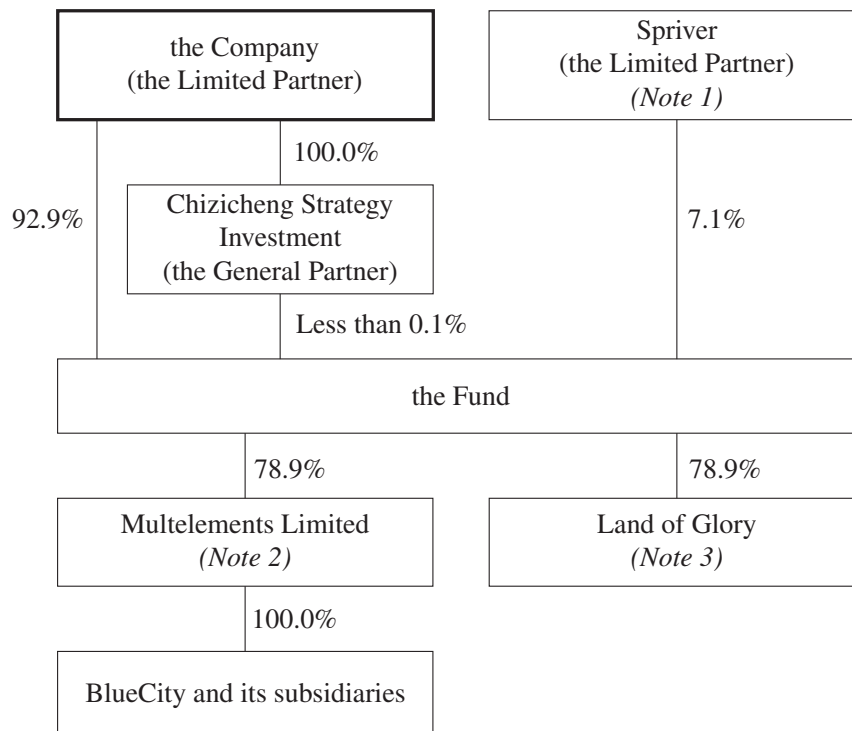 the Company
(the Limited Partner)
Spriver
(the Limited Partner)
(Note 1)
100.0%
92.9%
Chizicheng Strategy
Investment
(the General Partner)
7.1%
Less than 0.1%
the Fund
78.9%
78.9%
Multelements Limited
(Note 2)
Land of Glory
(Note 3)
100.0%
BlueCity and its subsidiaries